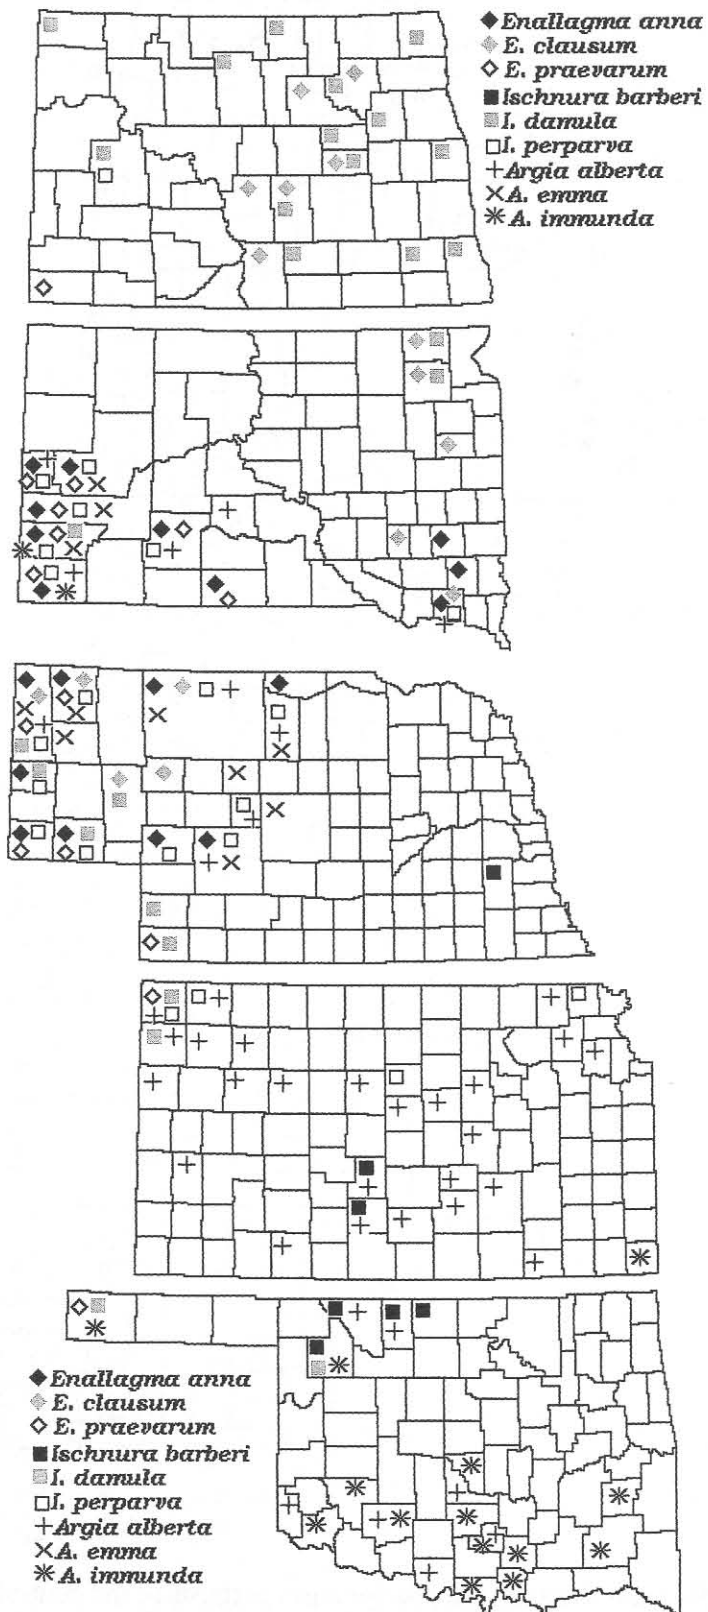 Enallagma anna
E. clausum
E. praevarum
Ischnura barberi
I. damula
I. perparva
Argia alberta
A. emma
A. immunda
Enallagma anna
E. clausum
E. praevarum
Ischnura barberi
I. damula
I. perparva
Argia alberta
A. emma
A. immunda